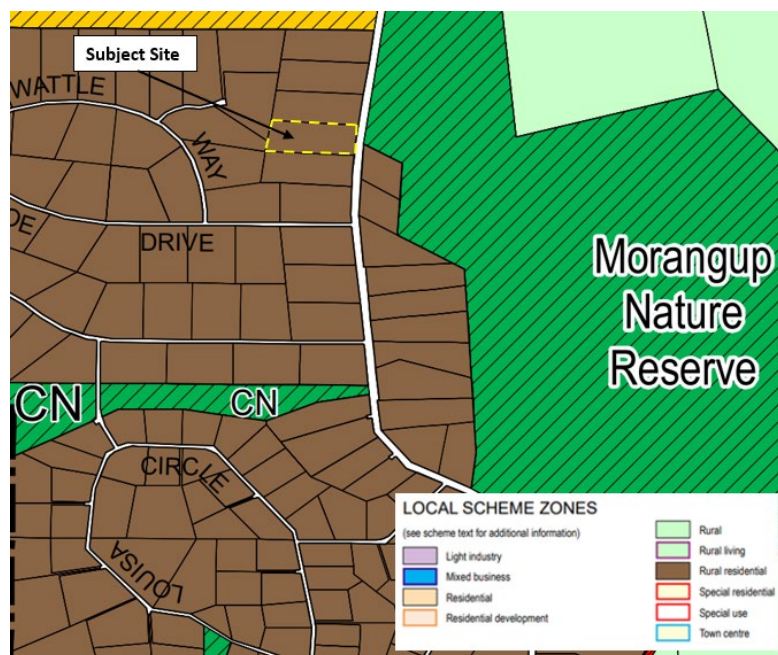 Subject Site
WATTLE
WAY
DE
DRIVE
Morangup
Nature
Reserve
CN
CN
CIRCLE
LOUISA
LOCAL SCHEME ZONES
(see scheme text for additional information)
Light industry
Mixed business
Residential
Residential development
Rural
Rural living
Rural residential
Special residential
Special use
Town centre